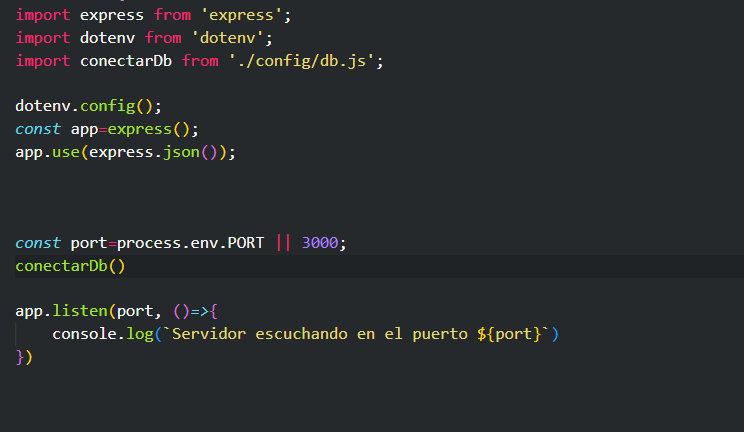 import express from 'express';
import dotenv from 'dotenv';
import conectarDb from './config/db.js';
dotenv.config();
const app=express();
app.use(express.json());
const port=process.env.PORT || 3000;
conectarDb()
app.listen(port, ()=>{
    console.log(`Servidor escuchando en el puerto ${port}`)
})